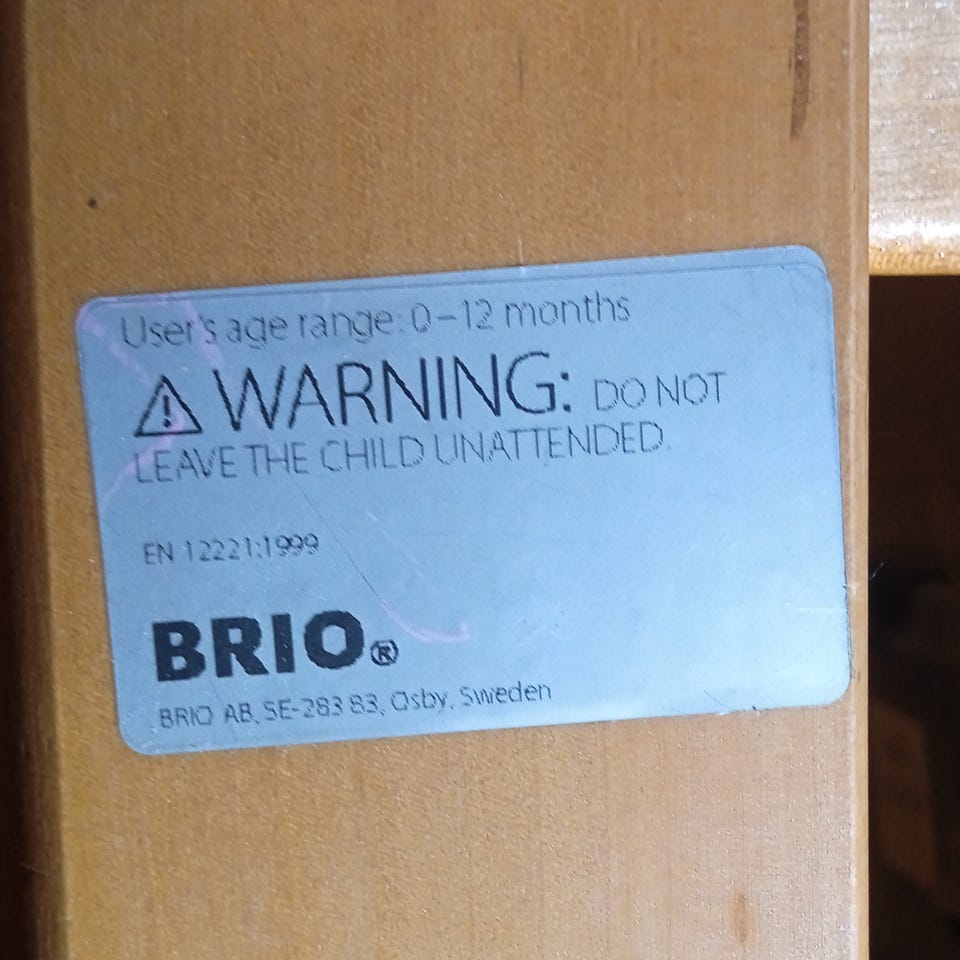 User's age range: 0–12 months
⚠ WARNING: DO NOT
LEAVE THE CHILD UNATTENDED.
EN 12221:1999
BRIO®
BRIO AB, SE-283 83, Osby, Sweden